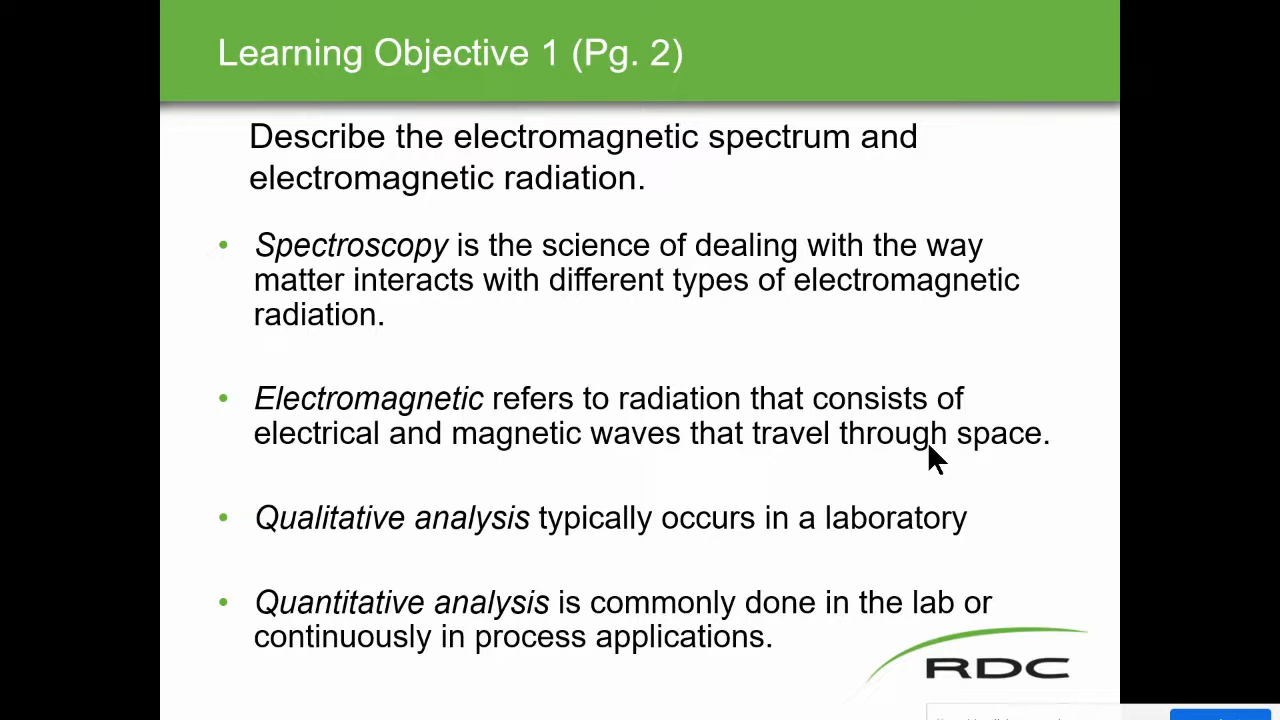 Learning Objective 1 (Pg. 2)
Describe the electromagnetic spectrum and
electromagnetic radiation.
• Spectroscopy is the science of dealing with the way
matter interacts with different types of electromagnetic
radiation.
• Electromagnetic refers to radiation that consists of
electrical and magnetic waves that travel through space.
• Qualitative analysis typically occurs in a laboratory
• Quantitative analysis is commonly done in the lab or
continuously in process applications.
RDC